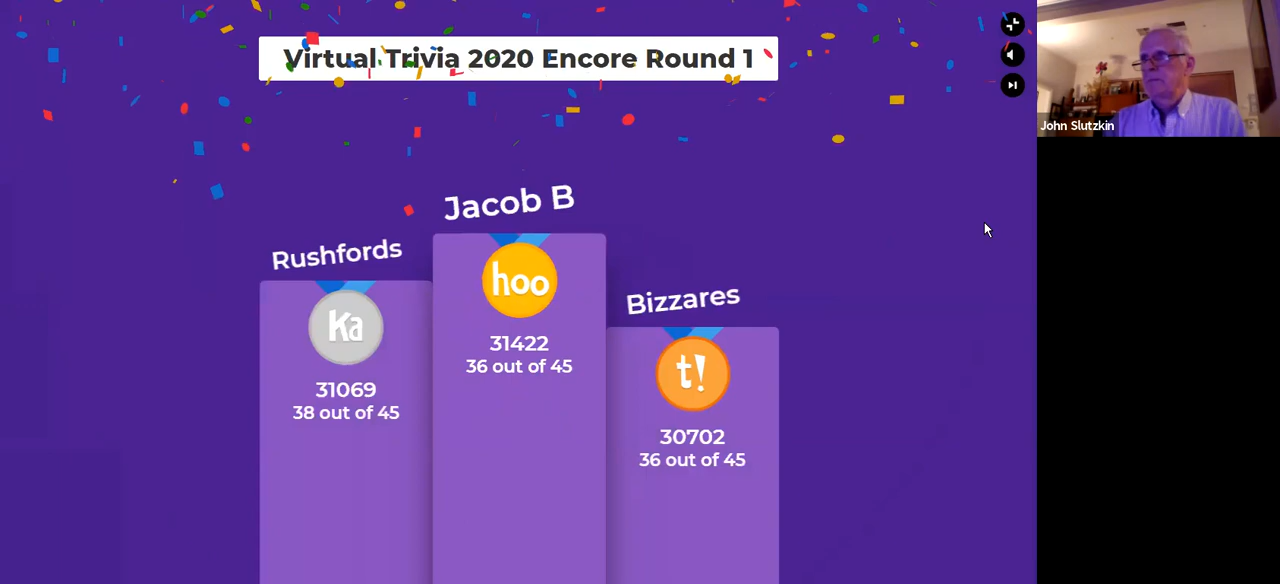 Virtual Trivia 2020 Encore Round 1
John Slutzkin
Jacob B
Rushfords
Bizzares
hoo
31422
36 out of 45
Ka
31069
38 out of 45
t!
30702
36 out of 45